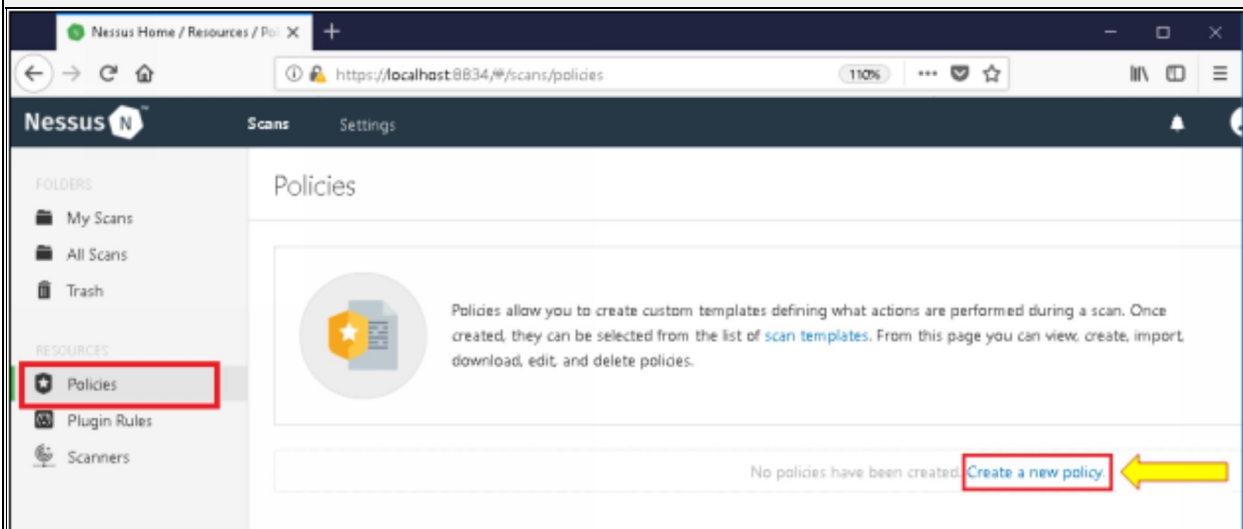 Nessus Home / Resources / Pol
https://localhost:8834/#/scans/policies
110%
Nessus N
Scans
Settings
FOLDERS
My Scans
All Scans
Trash
RESOURCES
Policies
Plugin Rules
Scanners
Policies
Policies allow you to create custom templates defining what actions are performed during a scan. Once
created, they can be selected from the list of scan templates. From this page you can view, create, import,
download, edit, and delete policies.
No policies have been created. Create a new policy.